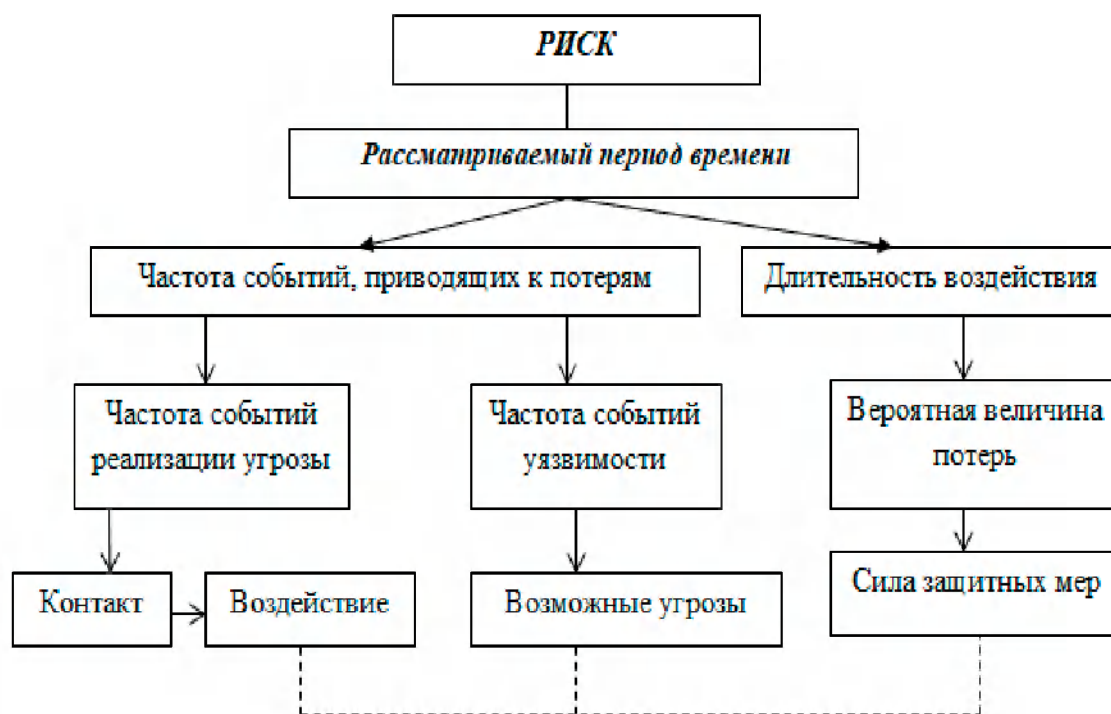 РИСК
Рассматриваемый период времени
Частота событий, приводящих к потерям
Длительность воздействия
Частота событий
реализации угрозы
Частота событий
уязвимости
Вероятная величина
потерь
Контакт
Воздействие
Возможные угрозы
Сила защитных мер